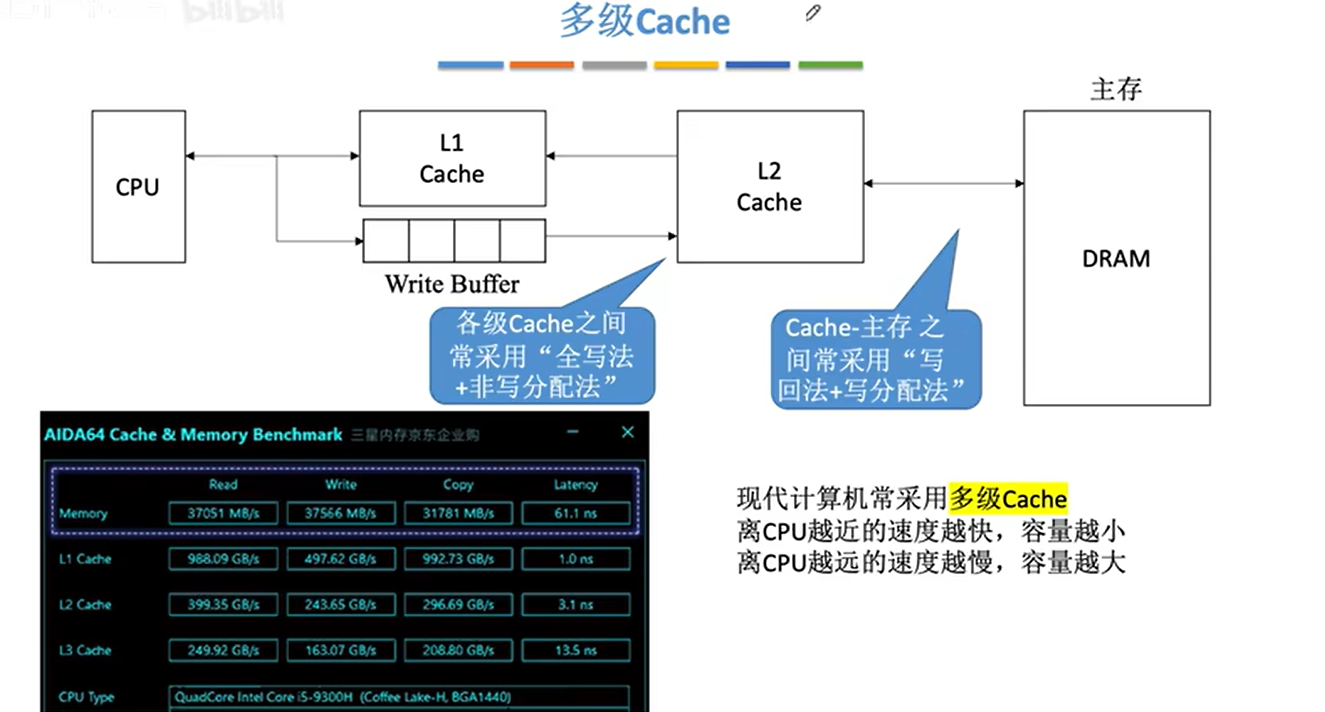 bilibili
多级Cache
主存
CPU
L1
Cache
L2
Cache
DRAM
Write Buffer
各级Cache之间
常采用“全写法
+非写分配法”
Cache-主存 之
间常采用“写
回法+写分配法”
AIDA64 Cache & Memory Benchmark 三星内存京东企业购
Read Write Copy Latency
Memory 37051 MB/s 37566 MB/s 31781 MB/s 61.1 ns
L1 Cache 988.09 GB/s 497.62 GB/s 992.73 GB/s 1.0 ns
L2 Cache 399.35 GB/s 243.65 GB/s 296.69 GB/s 3.1 ns
L3 Cache 249.92 GB/s 163.07 GB/s 208.80 GB/s 13.5 ns
CPU Type QuadCore Intel Core i5-9300H (Coffee Lake-H, BGA1440)
现代计算机常采用多级Cache
离CPU越近的速度越快，容量越小
离CPU越远的速度越慢，容量越大